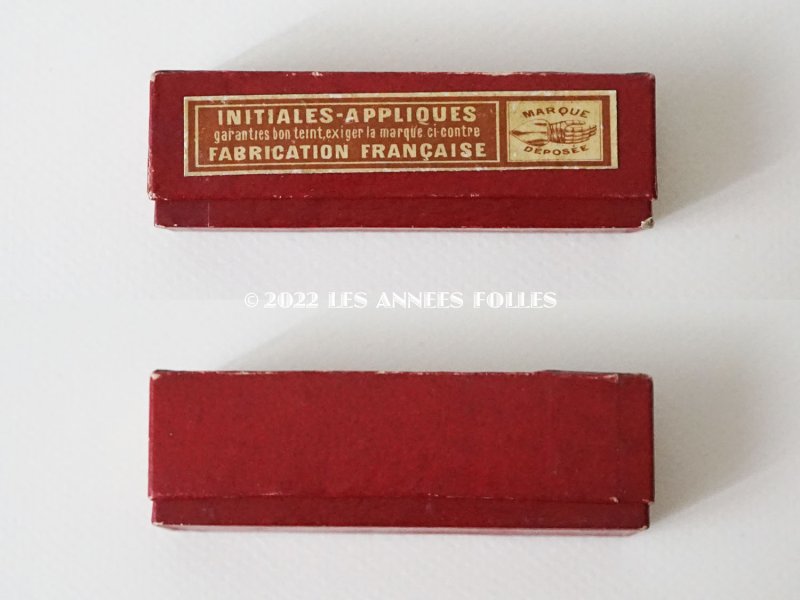 INITIALES-APPLIQUES
garanties bon teint, exiger la marque ci-contre
FABRICATION FRANÇAISE
MARQUE
DÉPOSÉE
© 2022 LES ANNEES FOLLES